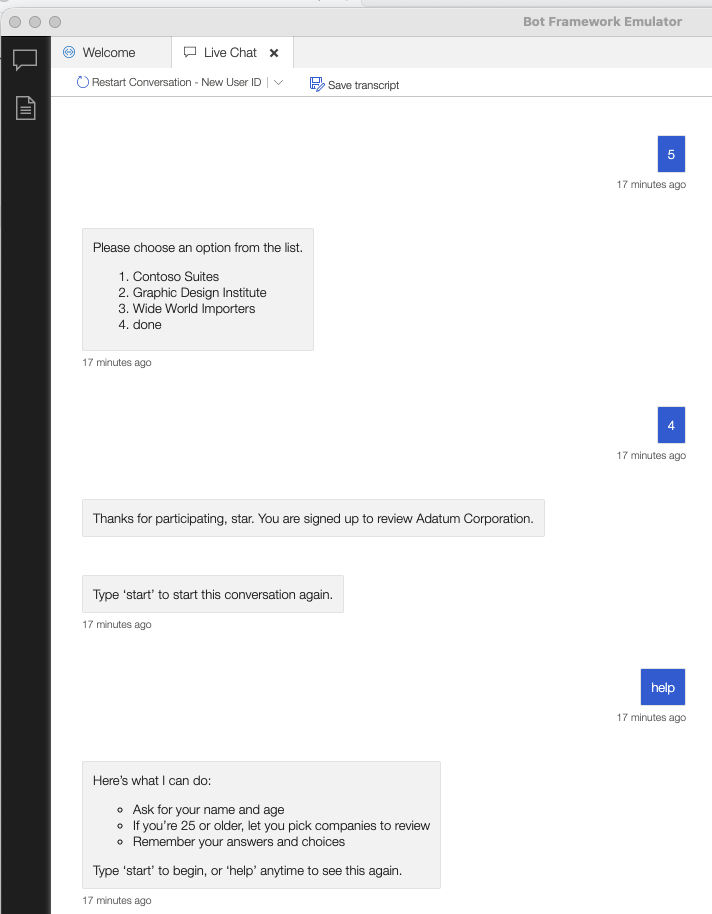 Bot Framework Emulator
Welcome
Live Chat
Restart Conversation - New User ID
Save transcript
5
17 minutes ago
Please choose an option from the list.
1. Contoso Suites
2. Graphic Design Institute
3. Wide World Importers
4. done
17 minutes ago
4
17 minutes ago
Thanks for participating, star. You are signed up to review Adatum Corporation.
Type ‘start’ to start this conversation again.
17 minutes ago
help
17 minutes ago
Here’s what I can do:
Ask for your name and age
If you’re 25 or older, let you pick companies to review
Remember your answers and choices
Type ‘start’ to begin, or ‘help’ anytime to see this again.
17 minutes ago